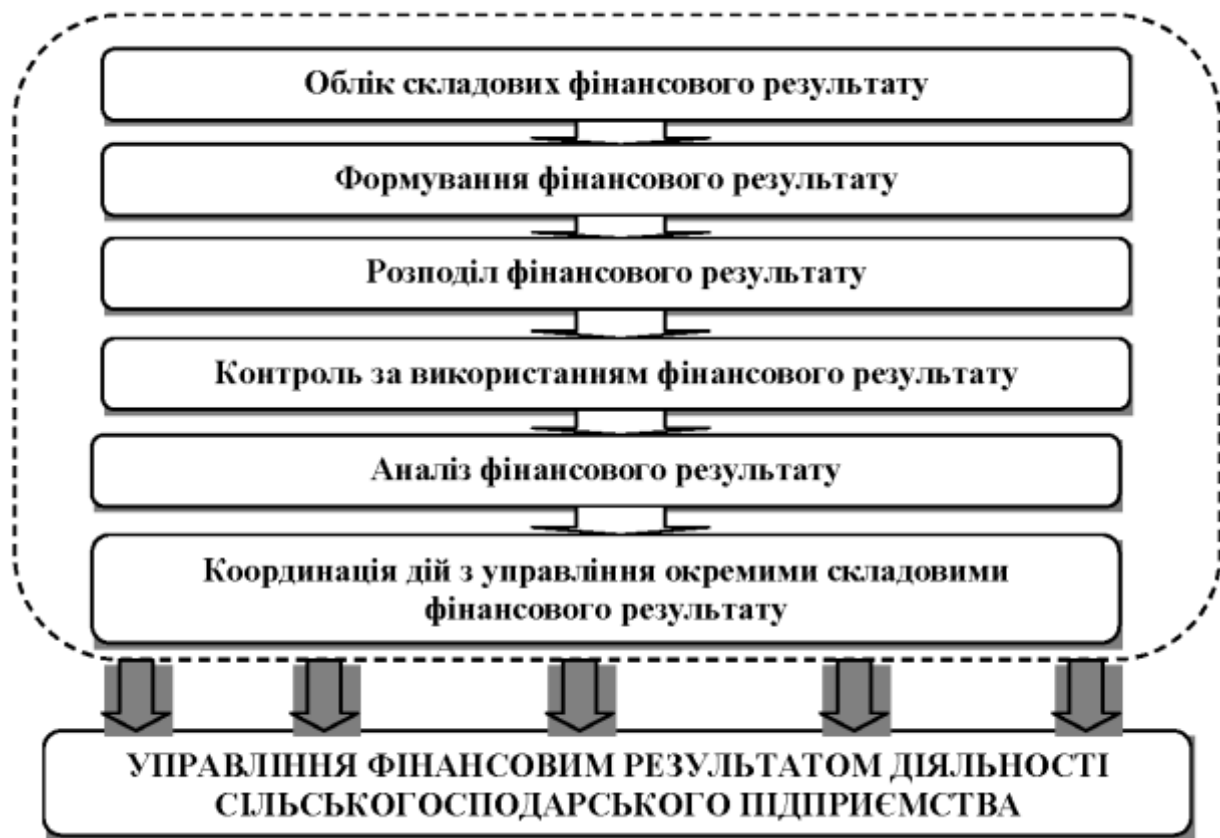 Облік складових фінансового результату
Формування фінансового результату
Розподіл фінансового результату
Контроль за використанням фінансового результату
Аналіз фінансового результату
Координація дій з управління окремими складовими
фінансового результату
УПРАВЛІННЯ ФІНАНСОВИМ РЕЗУЛЬТАТОМ ДІЯЛЬНОСТІ
СІЛЬСЬКОГОСПОДАРСЬКОГО ПІДПРИЄМСТВА